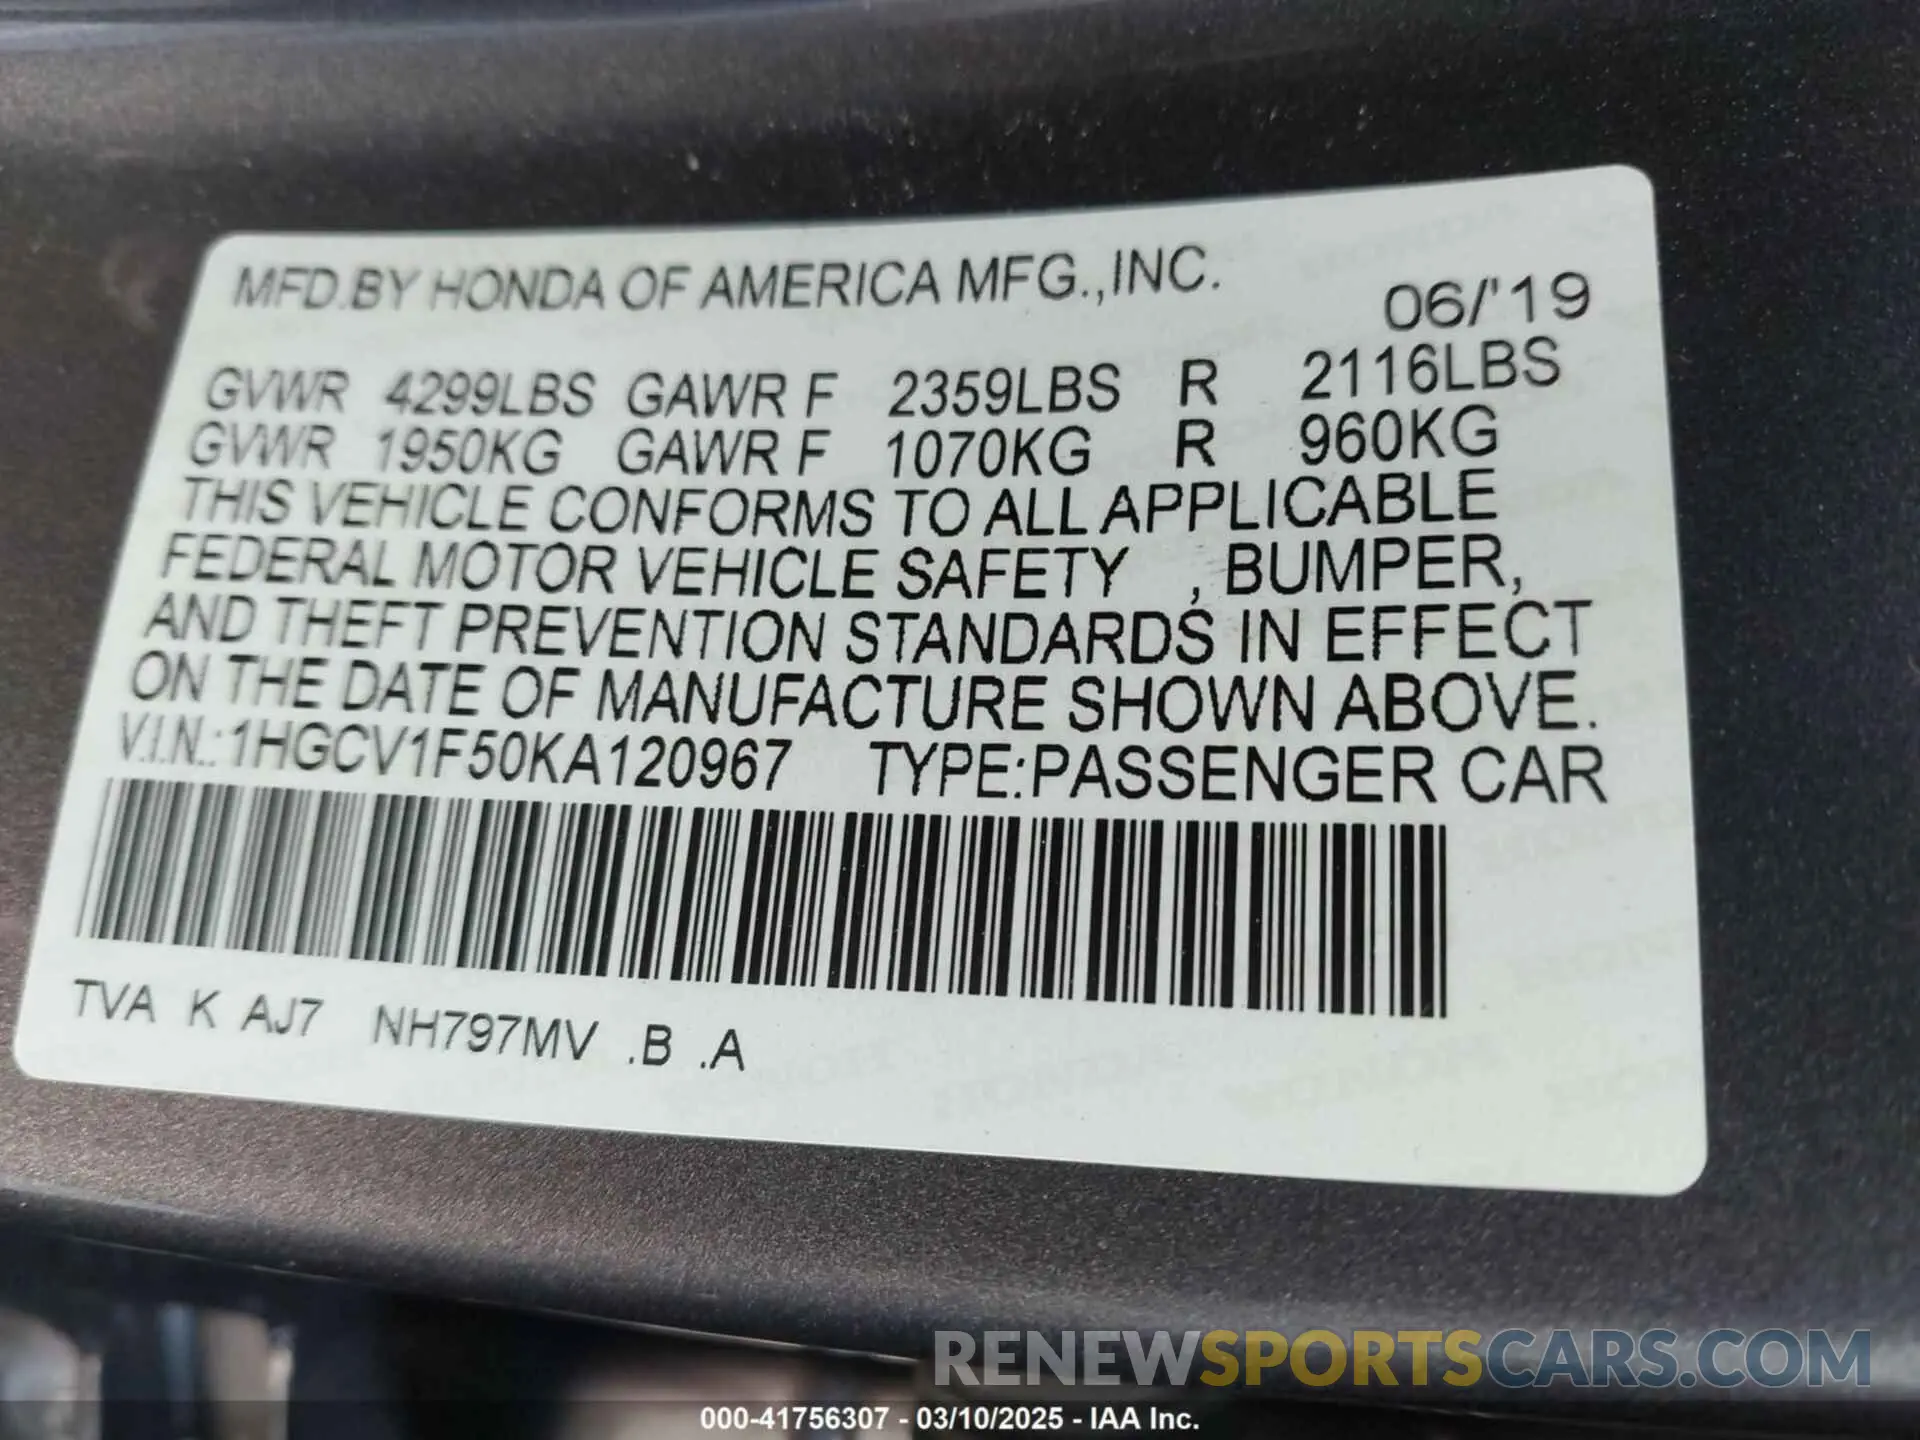 MFD.BY HONDA OF AMERICA MFG.,INC. 06/'19
GVWR 4299LBS GAWR F 2359LBS R 2116LBS
GVWR 1950KG GAWR F 1070KG R 960KG
THIS VEHICLE CONFORMS TO ALL APPLICABLE
FEDERAL MOTOR VEHICLE SAFETY , BUMPER,
AND THEFT PREVENTION STANDARDS IN EFFECT
ON THE DATE OF MANUFACTURE SHOWN ABOVE.
V.I.N.:1HGCV1F50KA120967 TYPE:PASSENGER CAR
TVA K AJ7 NH797MV .B .A
RENEWSPORTSCARS.COM
000-41756307 - 03/10/2025 - IAA Inc.